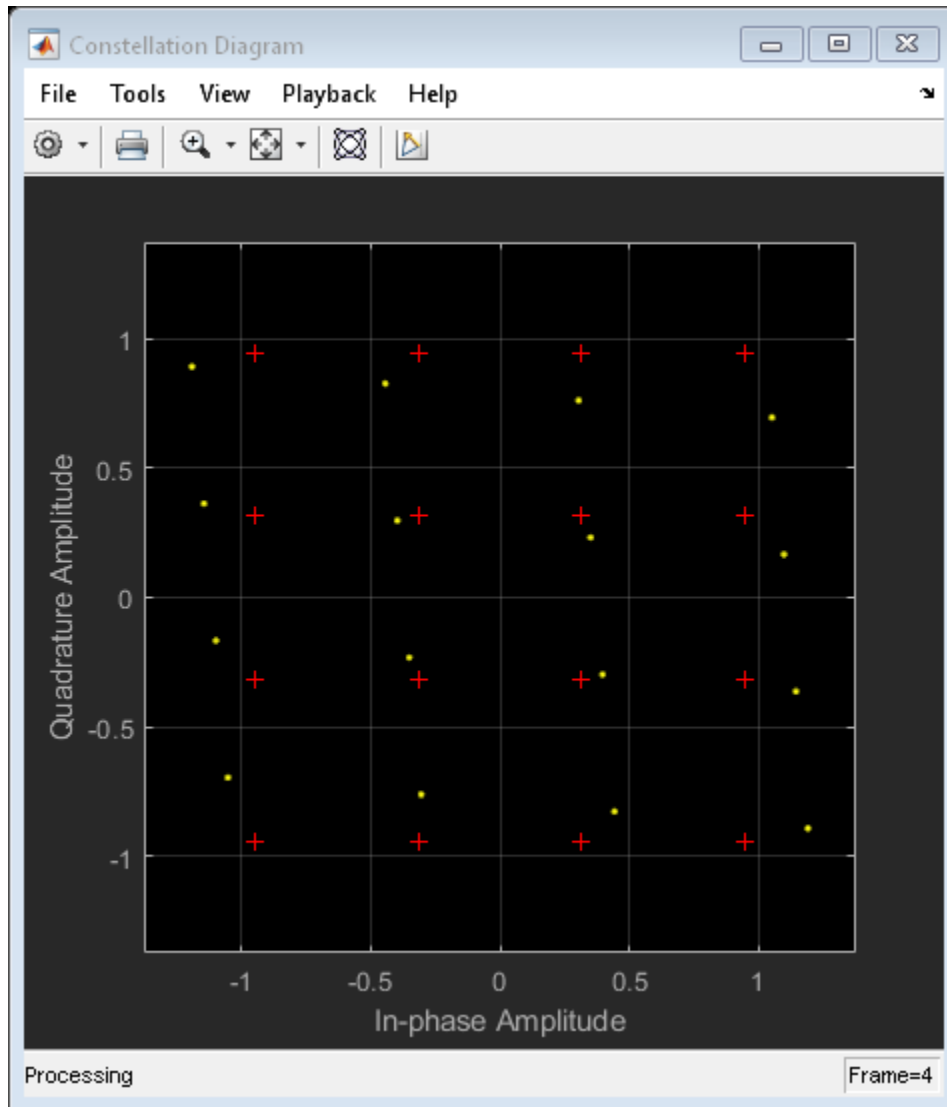 Constellation Diagram
File Tools View Playback Help
1
0.5
0
-0.5
-1
Quadrature Amplitude
-1 -0.5 0 0.5 1
In-phase Amplitude
Processing Frame=4